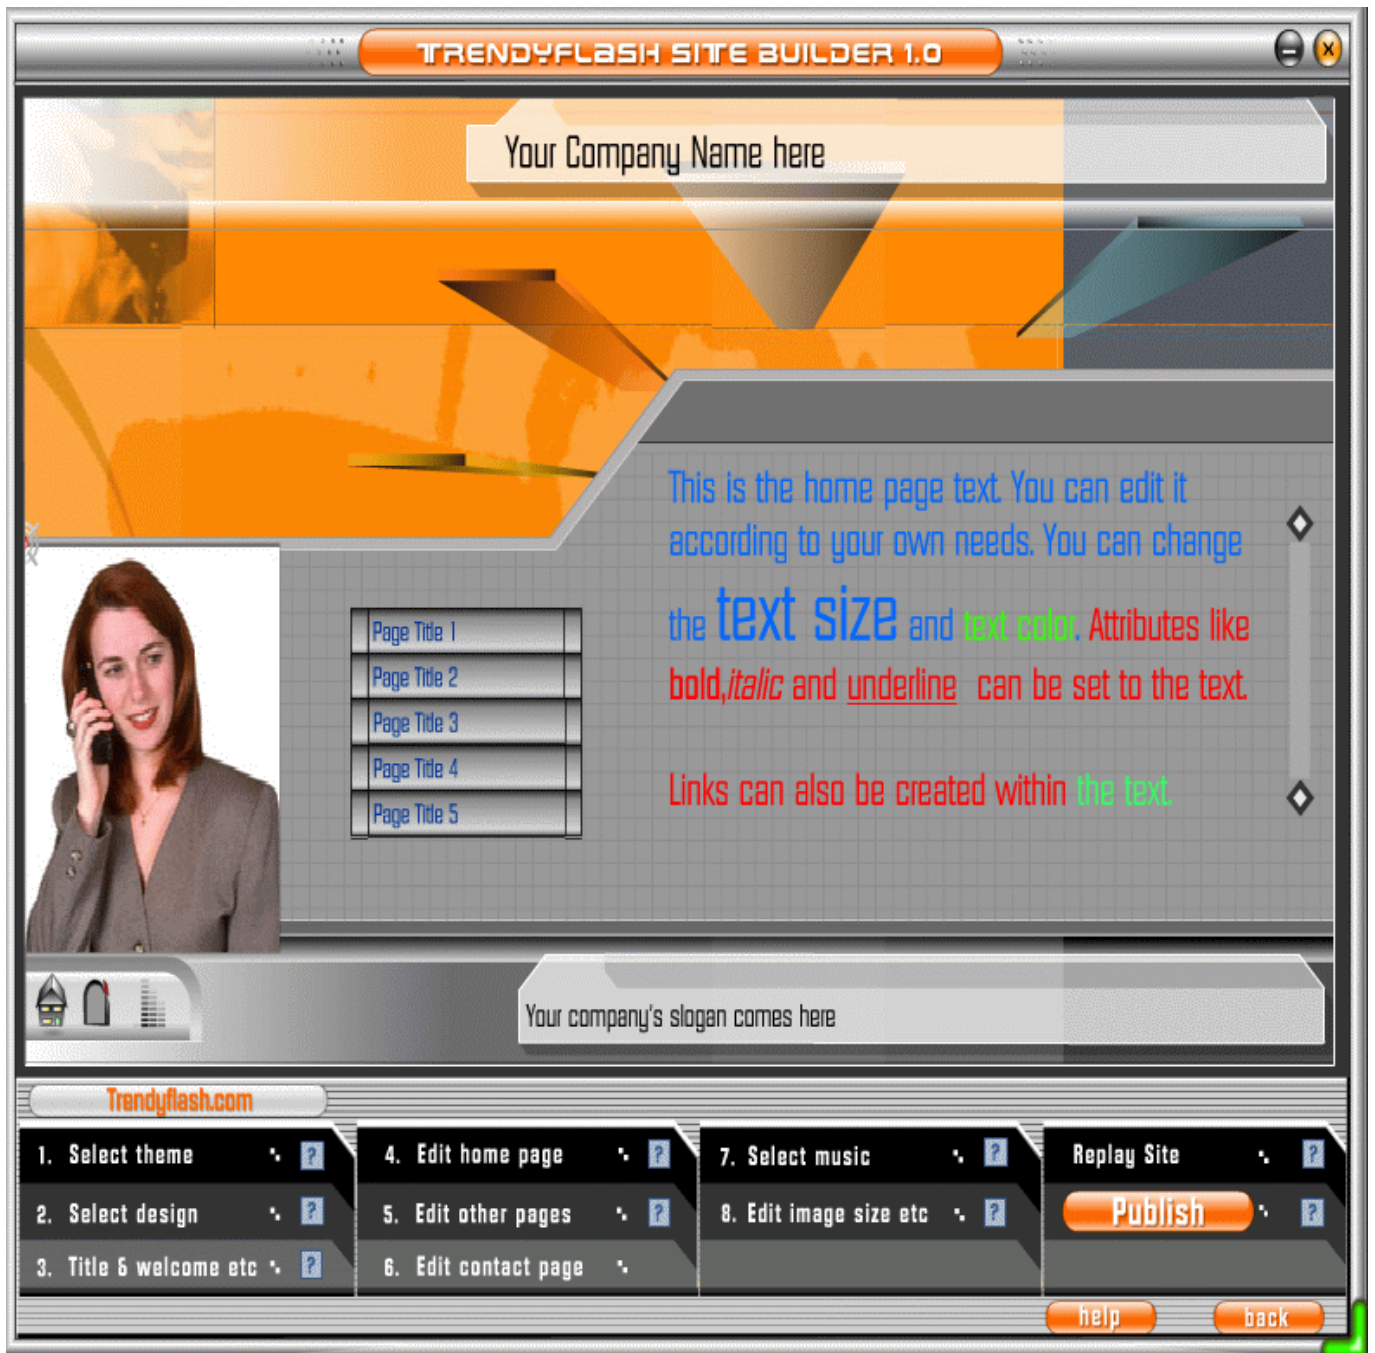 TRENDYFLASH SITE BUILDER 1.0
Your Company Name here
This is the home page text. You can edit it
according to your own needs. You can change
the text size and text color. Attributes like
bold,italic and underline can be set to the text.
Links can also be created within the text.
Page Title 1
Page Title 2
Page Title 3
Page Title 4
Page Title 5
Your company's slogan comes here
Trendyflash.com
1. Select theme ?
2. Select design ?
3. Title & welcome etc ?
4. Edit home page ?
5. Edit other pages ?
6. Edit contact page
7. Select music ?
8. Edit image size etc ?
Replay Site ?
Publish ?
help
back